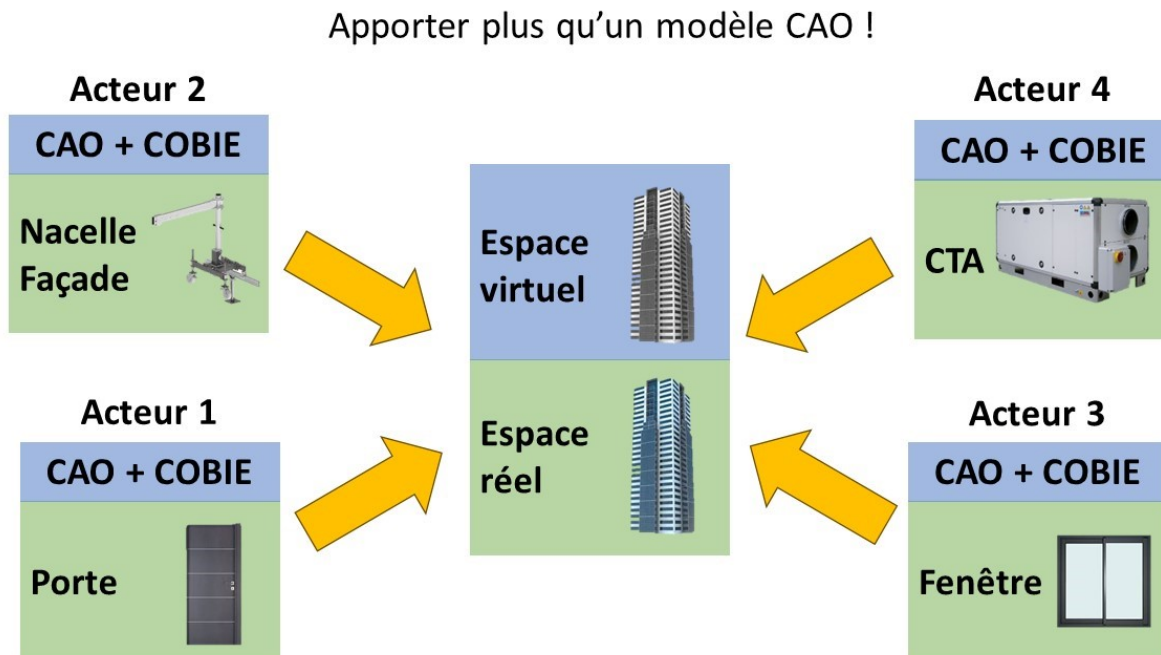 Apporter plus qu’un modèle CAO !
Acteur 2
CAO + COBIE
Nacelle
Façade
Acteur 1
CAO + COBIE
Porte
Espace
virtuel
Espace
réel
Acteur 4
CAO + COBIE
CTA
Acteur 3
CAO + COBIE
Fenêtre